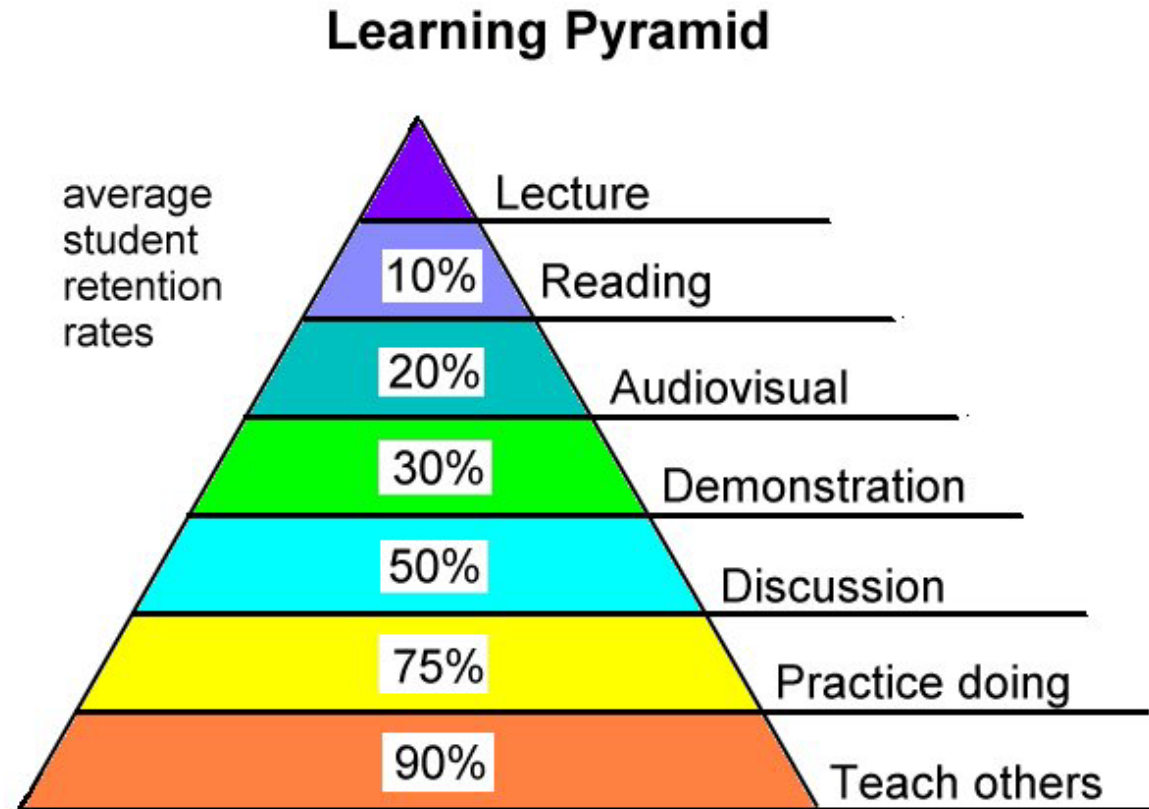 Learning Pyramid
average
student
retention
rates
Lecture
10% Reading
20% Audiovisual
30% Demonstration
50% Discussion
75% Practice doing
90% Teach others